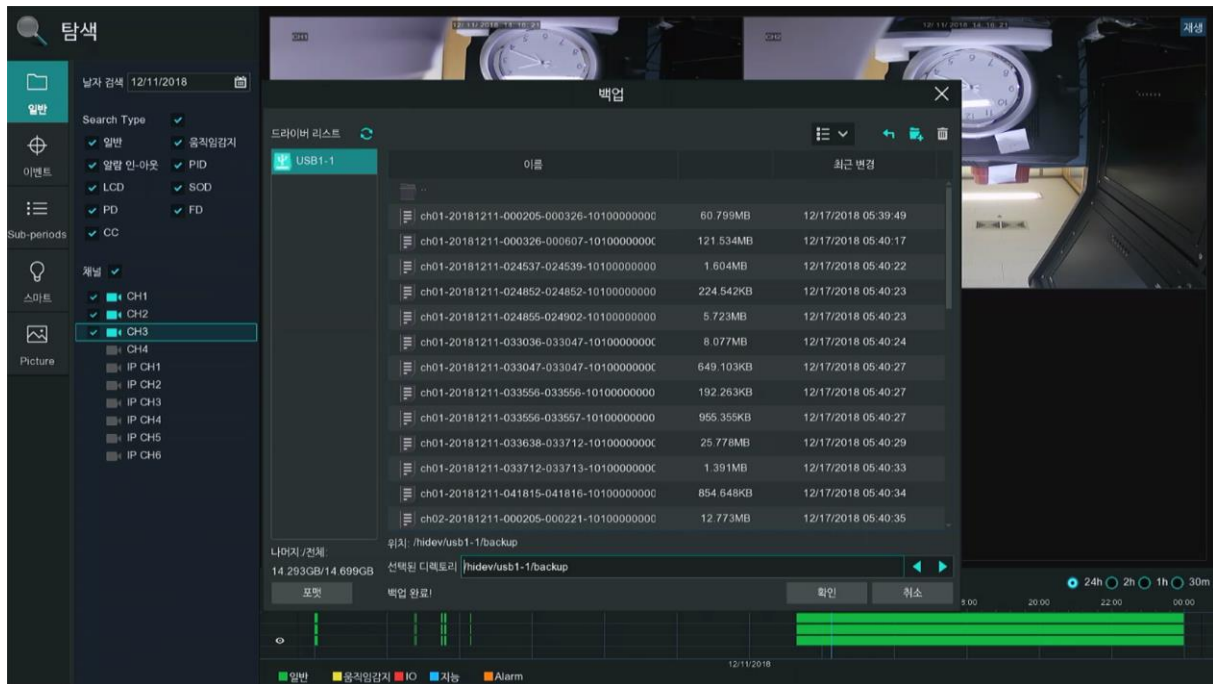 탐색
일반
이벤트
Sub-periods
스마트
Picture
날자 검색 12/11/2018
Search Type
일반 움직임감지
알람 인-아웃 PID
LCD SOD
PD FD
CC
채널
CH1
CH2
CH3
CH4
IP CH1
IP CH2
IP CH3
IP CH4
IP CH5
IP CH6
12/11/2018 14:18:21
CH1
12/11/2018 14:18:21
CH2
재생
백업
드라이버 리스트
USB1-1
이름 최근 변경
..
ch01-20181211-000205-000326-10100000000 60.799MB 12/17/2018 05:39:49
ch01-20181211-000326-000607-10100000000 121.534MB 12/17/2018 05:40:17
ch01-20181211-024537-024539-10100000000 1.604MB 12/17/2018 05:40:22
ch01-20181211-024852-024852-10100000000 224.542KB 12/17/2018 05:40:23
ch01-20181211-024855-024902-10100000000 5.723MB 12/17/2018 05:40:23
ch01-20181211-033036-033047-10100000000 8.077MB 12/17/2018 05:40:24
ch01-20181211-033047-033047-10100000000 649.103KB 12/17/2018 05:40:27
ch01-20181211-033556-033556-10100000000 192.263KB 12/17/2018 05:40:27
ch01-20181211-033556-033557-10100000000 955.355KB 12/17/2018 05:40:27
ch01-20181211-033638-033712-10100000000 25.778MB 12/17/2018 05:40:29
ch01-20181211-033712-033713-10100000000 1.391MB 12/17/2018 05:40:33
ch01-20181211-041815-041816-10100000000 854.648KB 12/17/2018 05:40:34
ch02-20181211-000205-000221-10100000000 12.773MB 12/17/2018 05:40:35
나머지 /전체:
14.293GB/14.699GB
포맷
위치: /hidev/usb1-1/backup
선택된 디렉토리 /hidev/usb1-1/backup
백업 완료!
확인 취소
24h 2h 1h 30m
20:00 22:00 00:00
12/11/2018
일반 움직임감지 IO 지능 Alarm